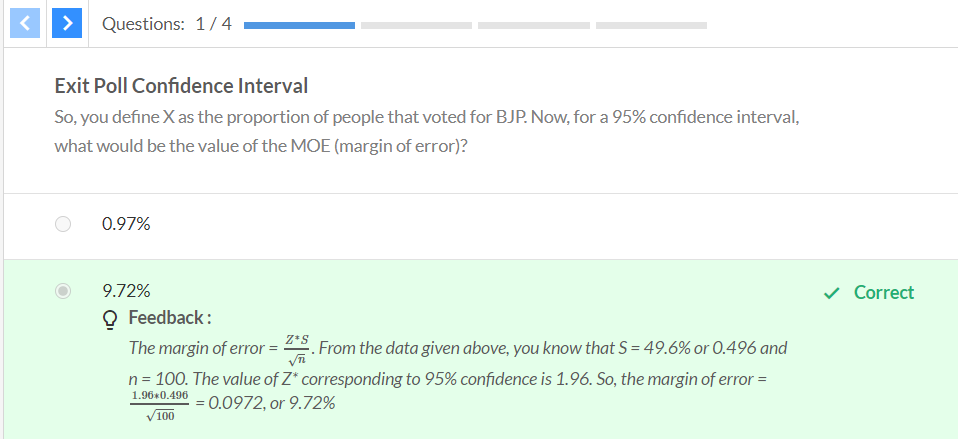 Questions: 1 / 4
Exit Poll Confidence Interval
So, you define X as the proportion of people that voted for BJP. Now, for a 95% confidence interval,
what would be the value of the MOE (margin of error)?
0.97%
9.72%
Correct
Feedback :
The margin of error = Z*S/√n. From the data given above, you know that S = 49.6% or 0.496 and
n = 100. The value of Z* corresponding to 95% confidence is 1.96. So, the margin of error =
1.96*0.496/√100 = 0.0972, or 9.72%